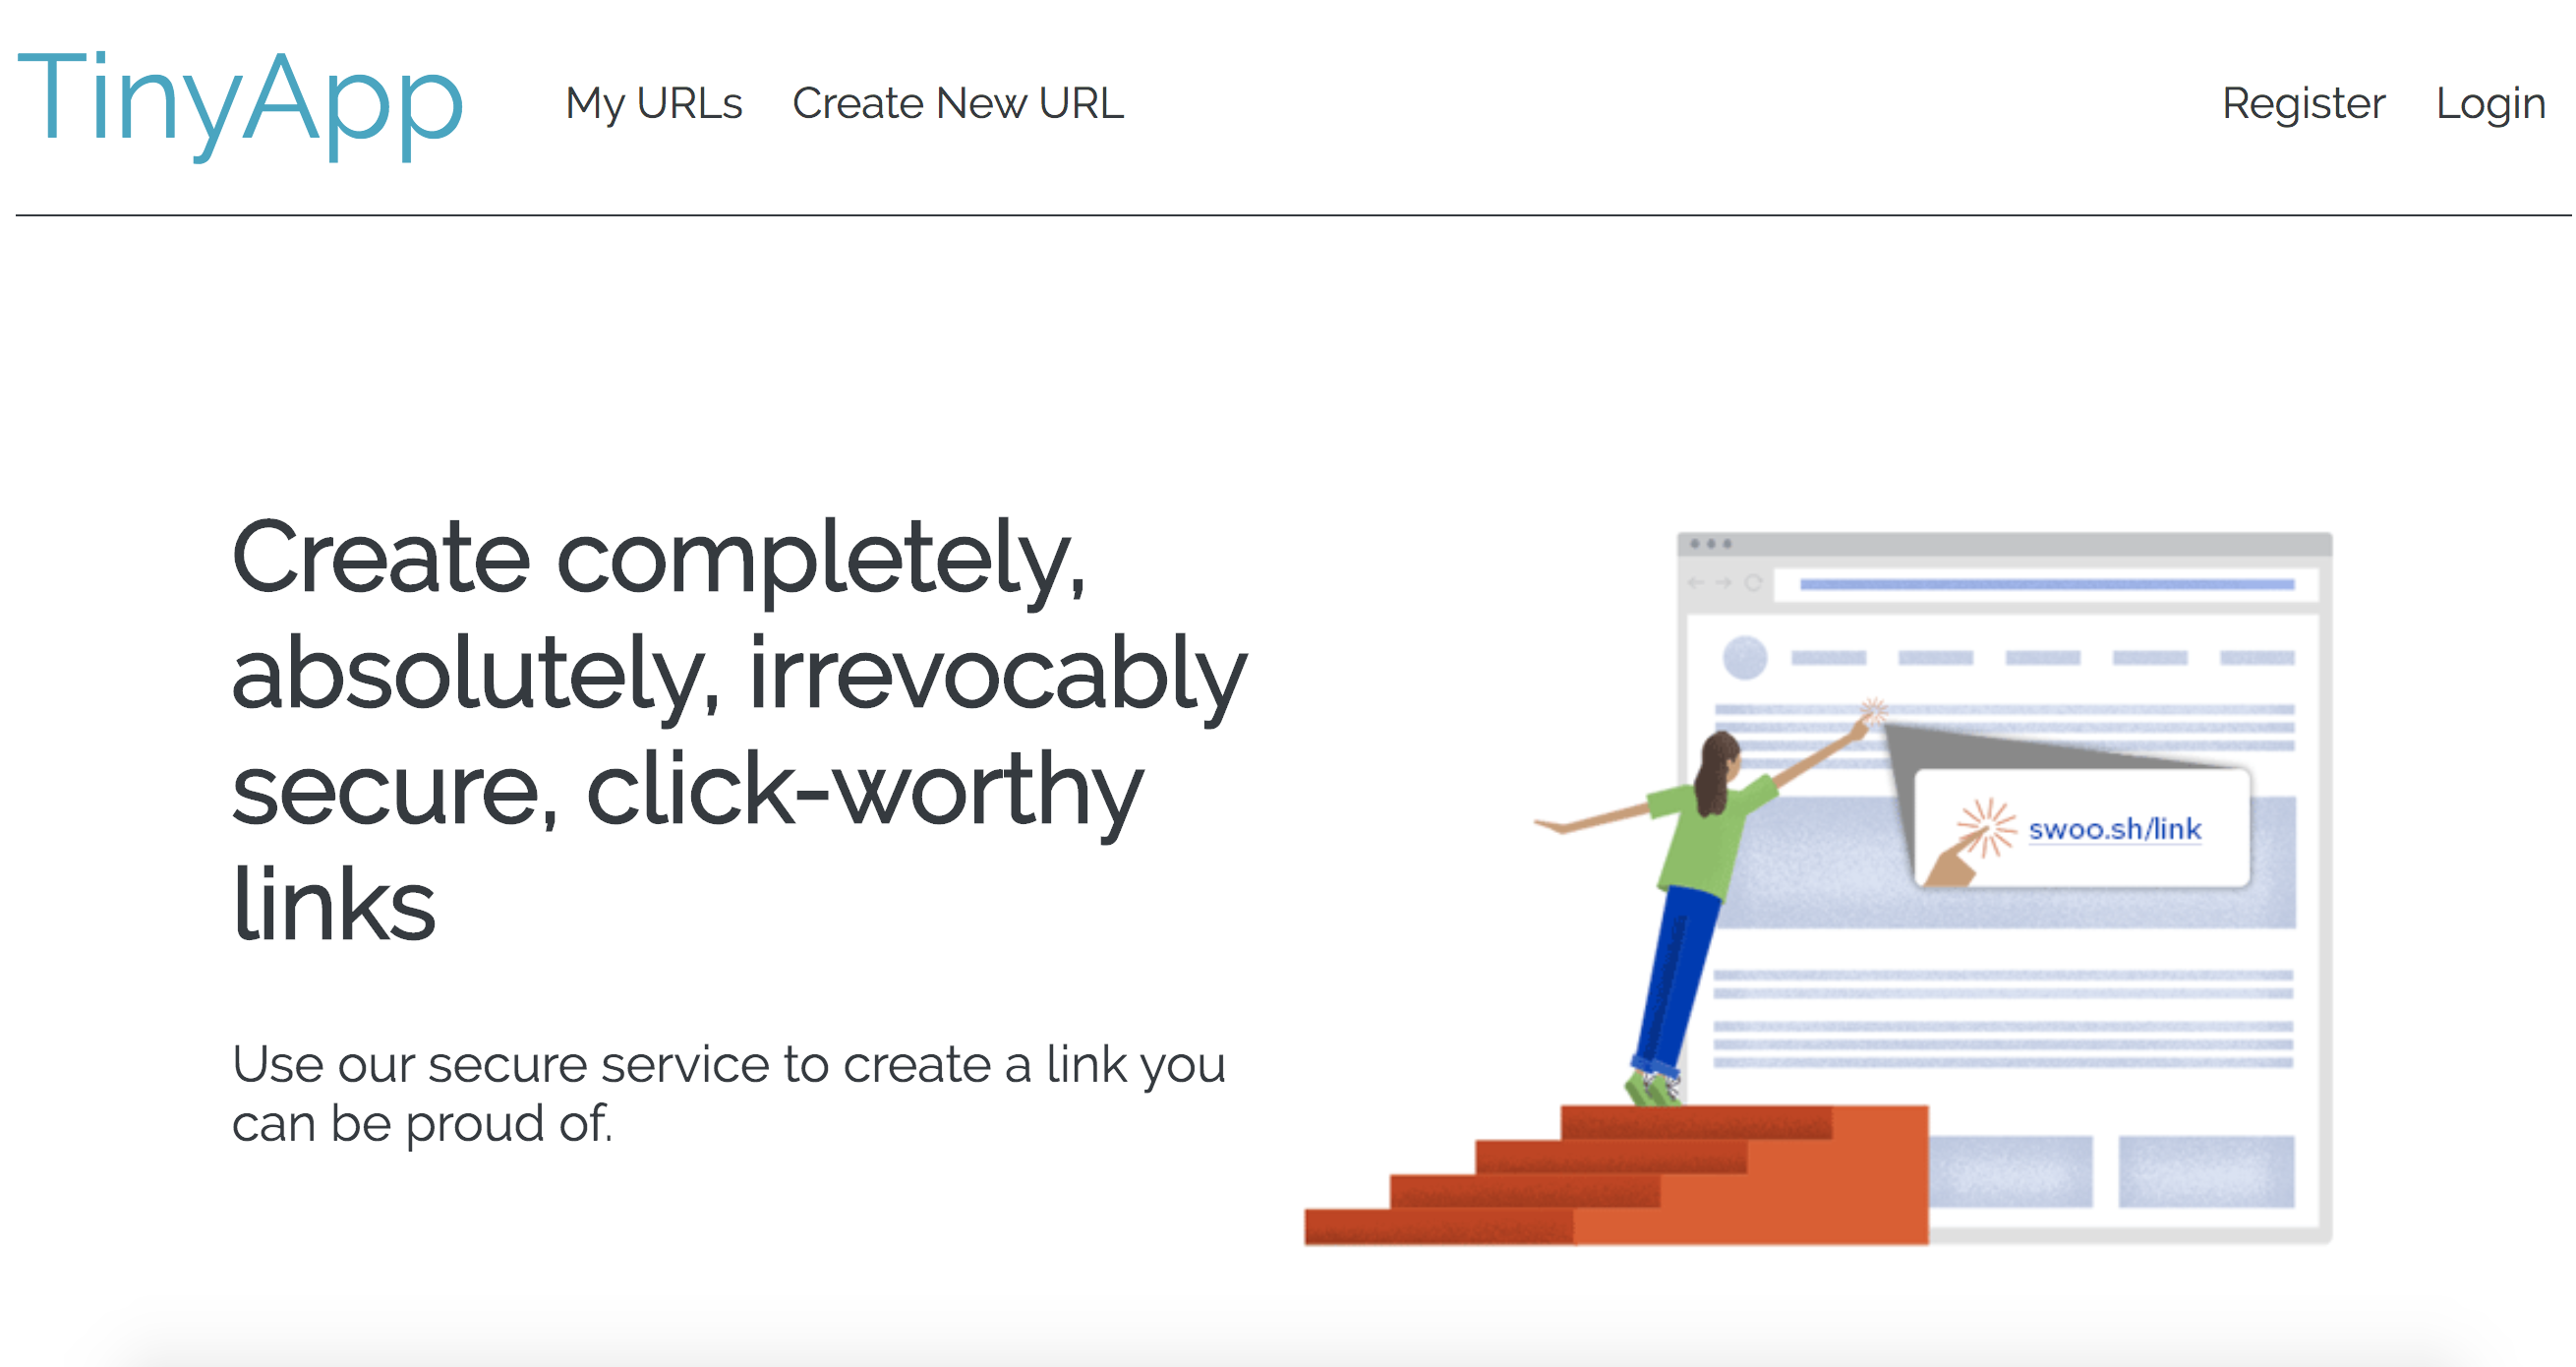 TinyApp
My URLs
Create New URL
Register
Login
Create completely,
absolutely, irrevocably
secure, click-worthy
links
Use our secure service to create a link you
can be proud of.
swoo.sh/link